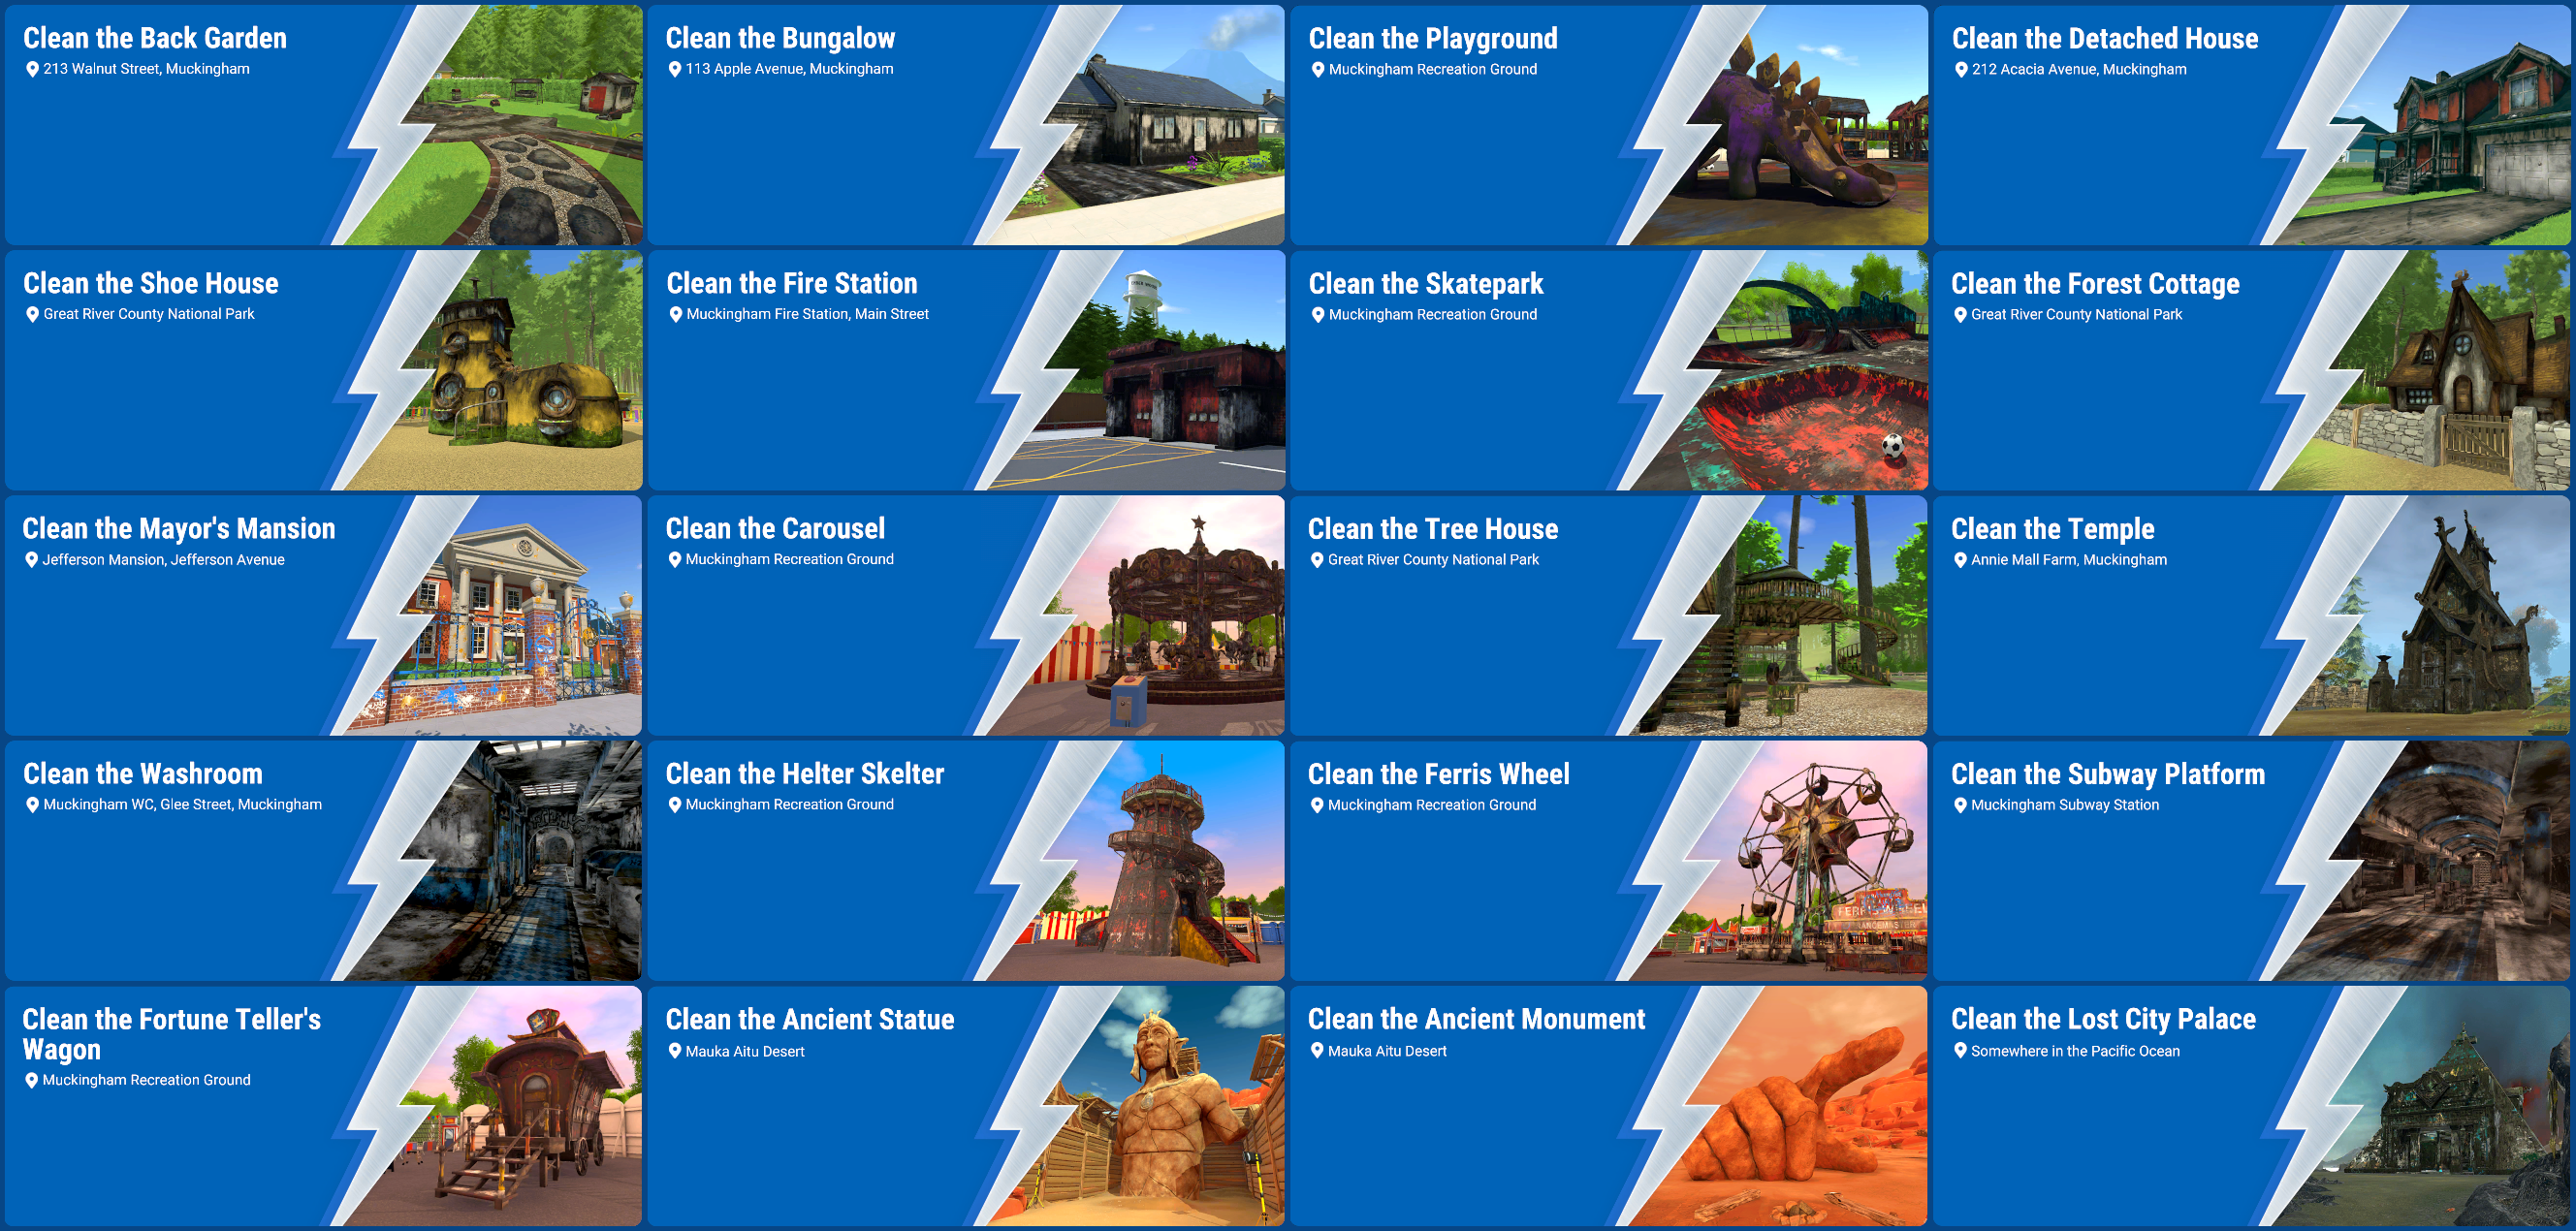 Clean the Back Garden
213 Walnut Street, Muckingham
Clean the Bungalow
113 Apple Avenue, Muckingham
Clean the Playground
Muckingham Recreation Ground
Clean the Detached House
212 Acacia Avenue, Muckingham
Clean the Shoe House
Great River County National Park
Clean the Fire Station
Muckingham Fire Station, Main Street
Clean the Skatepark
Muckingham Recreation Ground
Clean the Forest Cottage
Great River County National Park
Clean the Mayor's Mansion
Jefferson Mansion, Jefferson Avenue
Clean the Carousel
Muckingham Recreation Ground
Clean the Tree House
Great River County National Park
Clean the Temple
Annie Mall Farm, Muckingham
Clean the Washroom
Muckingham WC, Glee Street, Muckingham
Clean the Helter Skelter
Muckingham Recreation Ground
Clean the Ferris Wheel
Muckingham Recreation Ground
FERRIS WHEEL
Clean the Subway Platform
Muckingham Subway Station
Clean the Fortune Teller's
Wagon
Muckingham Recreation Ground
Clean the Ancient Statue
Mauka Aitu Desert
Clean the Ancient Monument
Mauka Aitu Desert
Clean the Lost City Palace
Somewhere in the Pacific Ocean